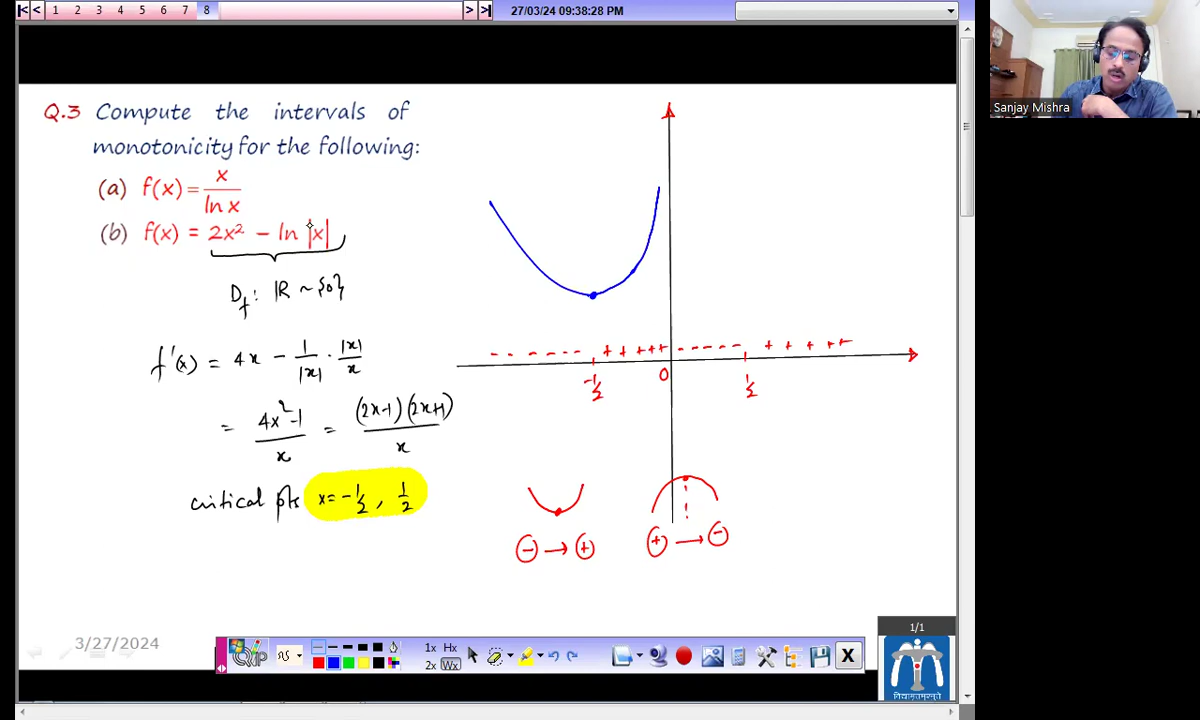 1 2 3 4 5 6 7 8
27/03/24 09:38:28 PM
Sanjay Mishra
Q.3 Compute the intervals of
monotonicity for the following:
(a) f(x) = x / ln x
(b) f(x) = 2x² − ln |x|
D_f : R ~ {0}
f'(x) = 4x − 1/|x| · |x|/x
= 4x²−1 / x = (2x−1)(2x+1) / x
critical pts x = −1/2 , 1/2
− − − − − − + + + + + − − − − − + + + + +
−1/2 0 1/2
⊖ → ⊕ ⊕ → ⊖
3/27/2024
1x Hx
2x Wx
X
1/1